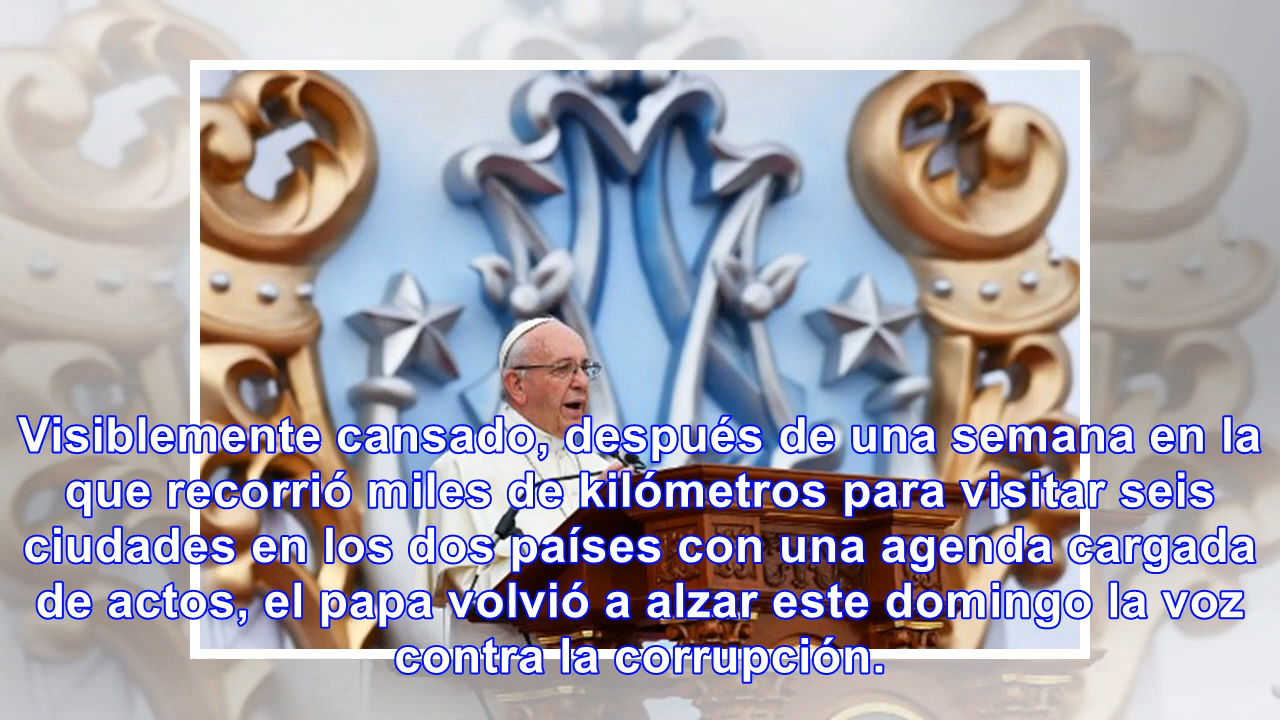 Visiblemente cansado, después de una semana en la
que recorrió miles de kilómetros para visitar seis
ciudades en los dos países con una agenda cargada
de actos, el papa volvió a alzar este domingo la voz
contra la corrupción.